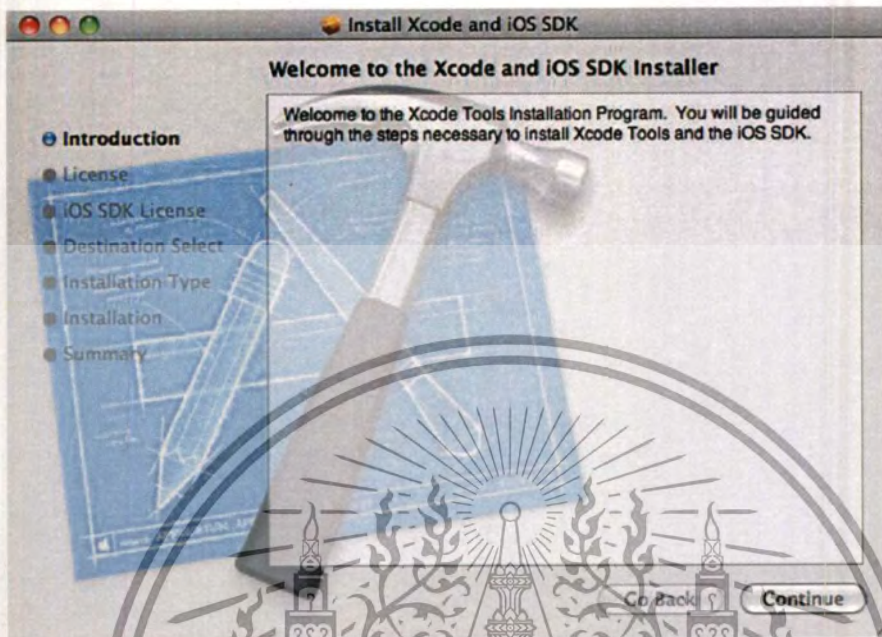 Install Xcode and iOS SDK
Welcome to the Xcode and iOS SDK Installer
Introduction
License
iOS SDK License
Destination Select
Installation Type
Installation
Summary
Welcome to the Xcode Tools Installation Program. You will be guided
through the steps necessary to install Xcode Tools and the iOS SDK.
Go Back
Continue